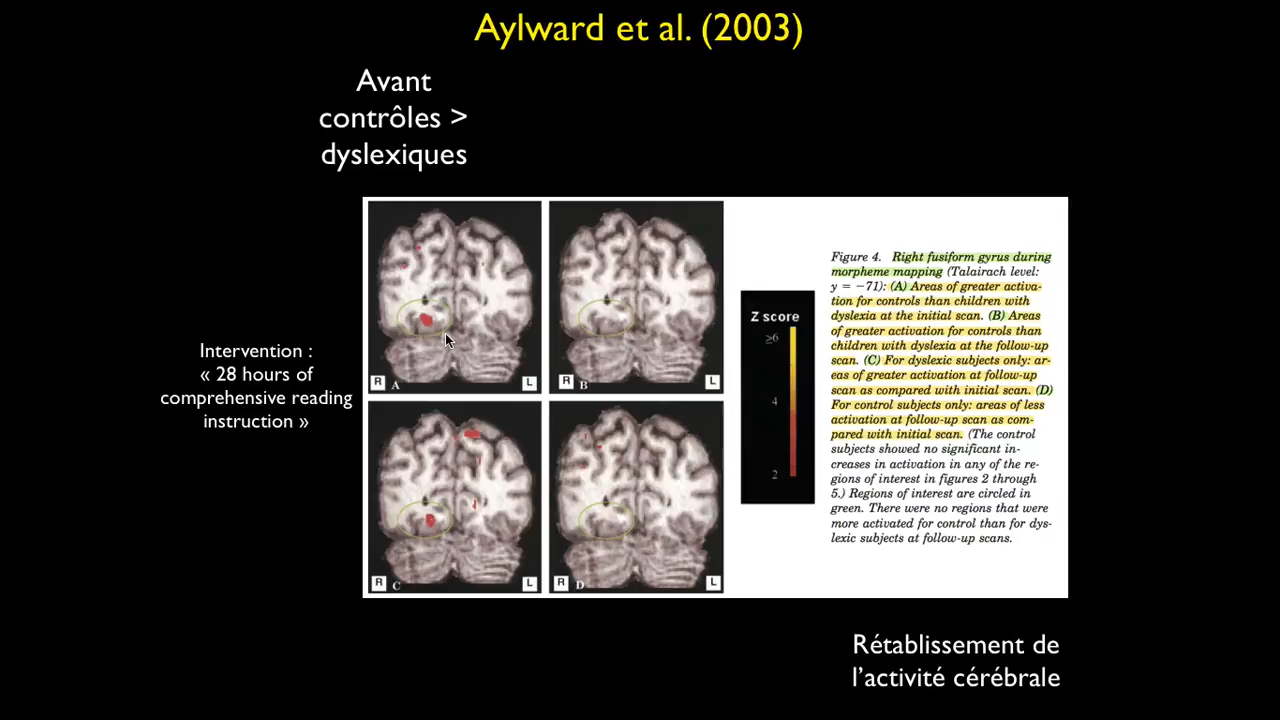 Aylward et al. (2003)
Avant
contrôles >
dyslexiques
Intervention :
« 28 hours of
comprehensive reading
instruction »
R A L
R B L
R C L
R D L
Z score
≥6
4
2
Figure 4. Right fusiform gyrus during
morpheme mapping (Talairach level:
y = −71): (A) Areas of greater activa-
tion for controls than children with
dyslexia at the initial scan. (B) Areas
of greater activation for controls than
children with dyslexia at the follow-up
scan. (C) For dyslexic subjects only: ar-
eas of greater activation at follow-up
scan as compared with initial scan. (D)
For control subjects only: areas of less
activation at follow-up scan as com-
pared with initial scan. (The control
subjects showed no significant in-
creases in activation in any of the re-
gions of interest in figures 2 through
5.) Regions of interest are circled in
green. There were no regions that were
more activated for control than for dys-
lexic subjects at follow-up scans.
Rétablissement de
l’activité cérébrale